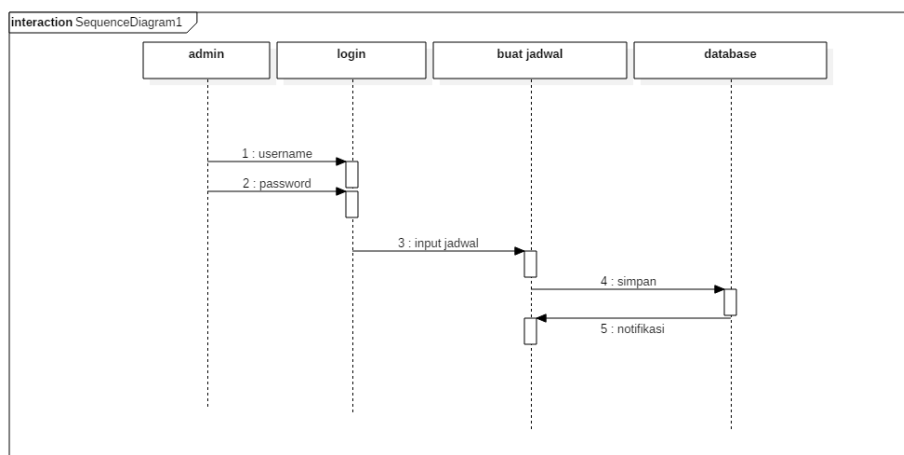 interaction SequenceDiagram1
admin
login
buat jadwal
database
1 : username
2 : password
3 : input jadwal
4 : simpan
5 : notifikasi